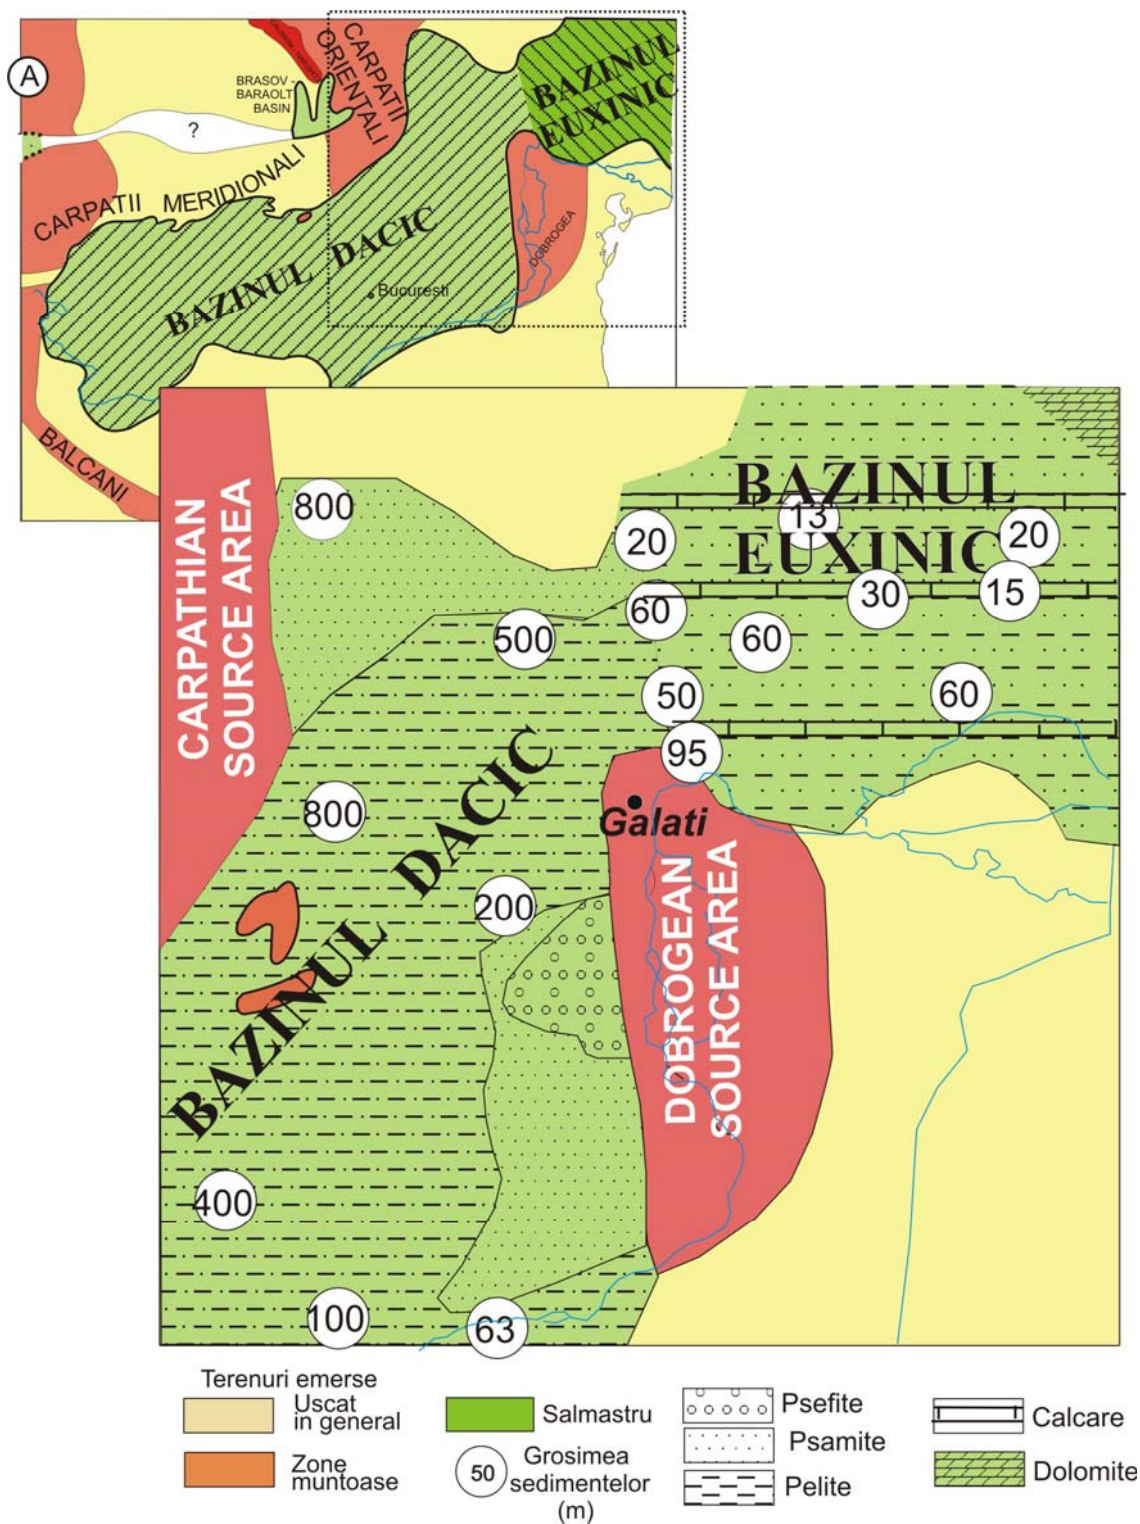 A
BRASOV -
BARAOLT
BASIN
?
CARPATII
ORIENTALI
BAZINUL
EUXINIC
CARPATII MERIDIONALI
BAZINUL DACIC
Bucuresti
DOBROGEA
BALCANI
CARPATHIAN
SOURCE AREA
BAZINUL
EUXINIC
800
13
20
20
30
15
60
500
60
50
60
95
BAZINUL DACIC
800
Galati
200
DOBROGEAN
SOURCE AREA
400
100
63
Terenuri emerse
Uscat
in general
Zone
muntoase
Salmastru
50
Grosimea
sedimentelor
(m)
Psefite
Psamite
Pelite
Calcare
Dolomite